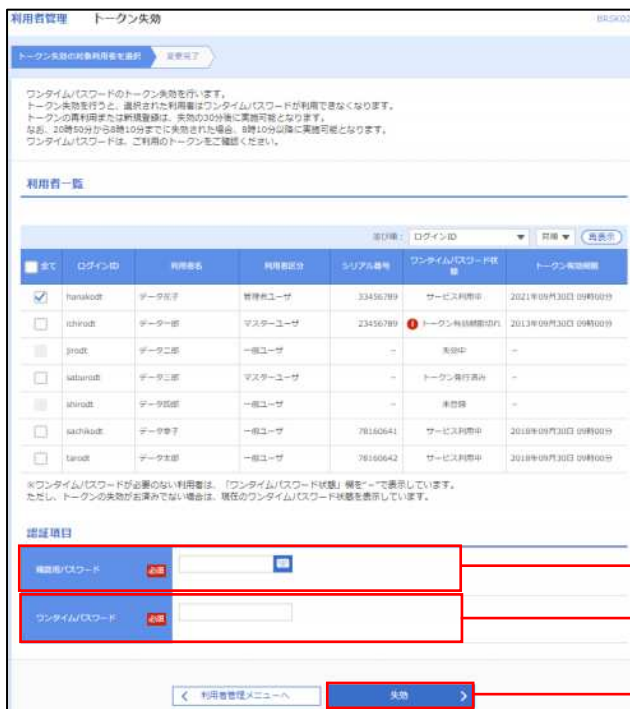 利用者管理 トークン失効 BRSK02
トークン失効の対象利用者を選択 変更完了
ワンタイムパスワードのトークン失効を行います。
トークン失効を行うと、選択された利用者はワンタイムパスワードが利用できなくなります。
トークンの再利用または新規登録は、失効の30分後に実施可能となります。
なお、20時50分から8時10分までに失効された場合、8時10分以降に実施可能となります。
ワンタイムパスワードは、ご利用のトークンをご確認ください。
利用者一覧
並び順： ログインID 昇順 再表示
全て ログインID 利用者名 利用者区分 シリアル番号 ワンタイムパスワード状態 トークン有効期限
hanakodt データ花子 管理者ユーザ 33456789 サービス利用中 2021年09月30日 09時00分
ichirodt データ一郎 マスターユーザ 23456789 トークン有効期限切れ 2013年09月30日 09時00分
jirodt データ二郎 一般ユーザ － 失効中 －
saburodt データ三郎 マスターユーザ － トークン発行済み －
shirodt データ四郎 一般ユーザ － 未登録 －
sachikodt データ幸子 一般ユーザ 78160641 サービス利用中 2018年09月30日 09時00分
tarodt データ太郎 一般ユーザ 78160642 サービス利用中 2018年09月30日 09時00分
※ワンタイムパスワードが必要のない利用者は、「ワンタイムパスワード状態」欄を"－"で表示しています。
ただし、トークンの失効がお済みでない場合は、現在のワンタイムパスワード状態を表示しています。
認証項目
確認用パスワード 必須
ワンタイムパスワード 必須
利用者管理メニューへ 失効